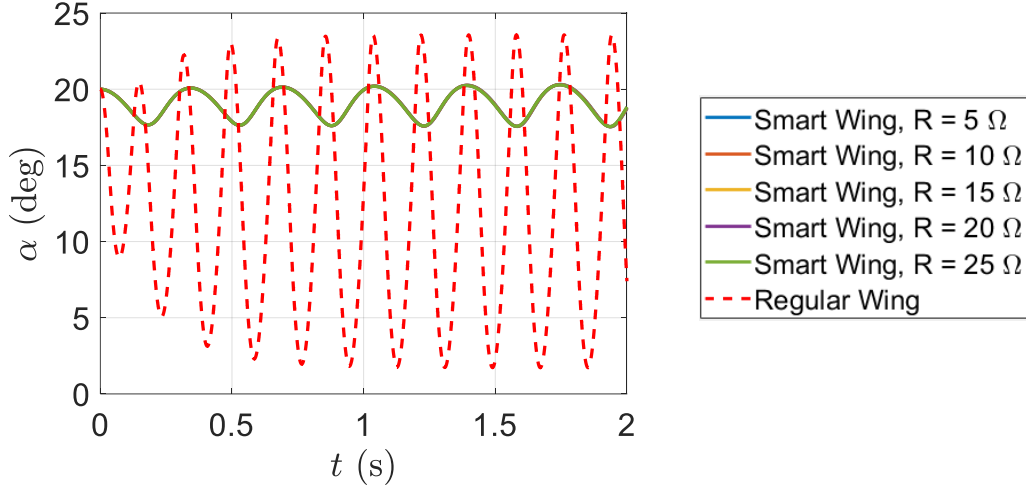 25
20
15
10
5
0
α (deg)
0 0.5 1 1.5 2
t (s)
Smart Wing, R = 5 Ω
Smart Wing, R = 10 Ω
Smart Wing, R = 15 Ω
Smart Wing, R = 20 Ω
Smart Wing, R = 25 Ω
Regular Wing